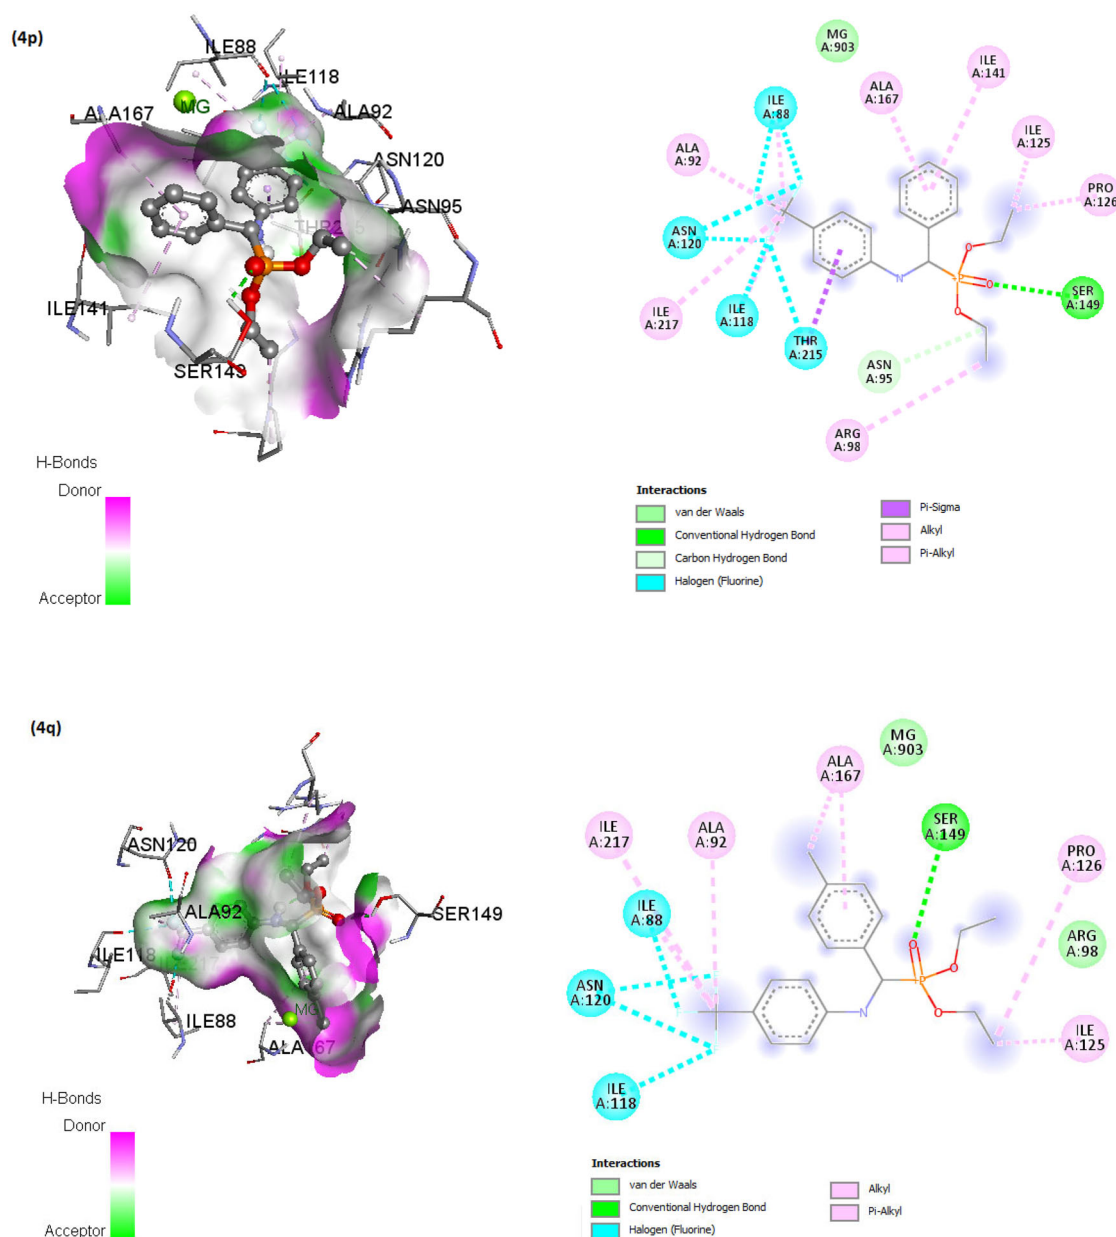 (4p)
ILE88
ILE118
MG
ALA167
ALA92
ASN120
ASN95
THR215
ILE141
SER149
H-Bonds
Donor
Acceptor
MG
A:903
ILE
A:141
ALA
A:167
ILE
A:88
ILE
A:125
ALA
A:92
PRO
A:126
ASN
A:120
N
P
O
O
O
SER
A:149
ILE
A:217
ILE
A:118
THR
A:215
ASN
A:95
ARG
A:98
Interactions
van der Waals
Conventional Hydrogen Bond
Carbon Hydrogen Bond
Halogen (Fluorine)
Pi-Sigma
Alkyl
Pi-Alkyl
(4q)
ASN120
ALA92
SER149
ILE118
ILE88
MG
ALA167
H-Bonds
Donor
Acceptor
MG
A:903
ALA
A:167
SER
A:149
ILE
A:217
ALA
A:92
PRO
A:126
ILE
A:88
ARG
A:98
ASN
A:120
N
P
O
O
O
ILE
A:125
ILE
A:118
Interactions
van der Waals
Conventional Hydrogen Bond
Halogen (Fluorine)
Alkyl
Pi-Alkyl